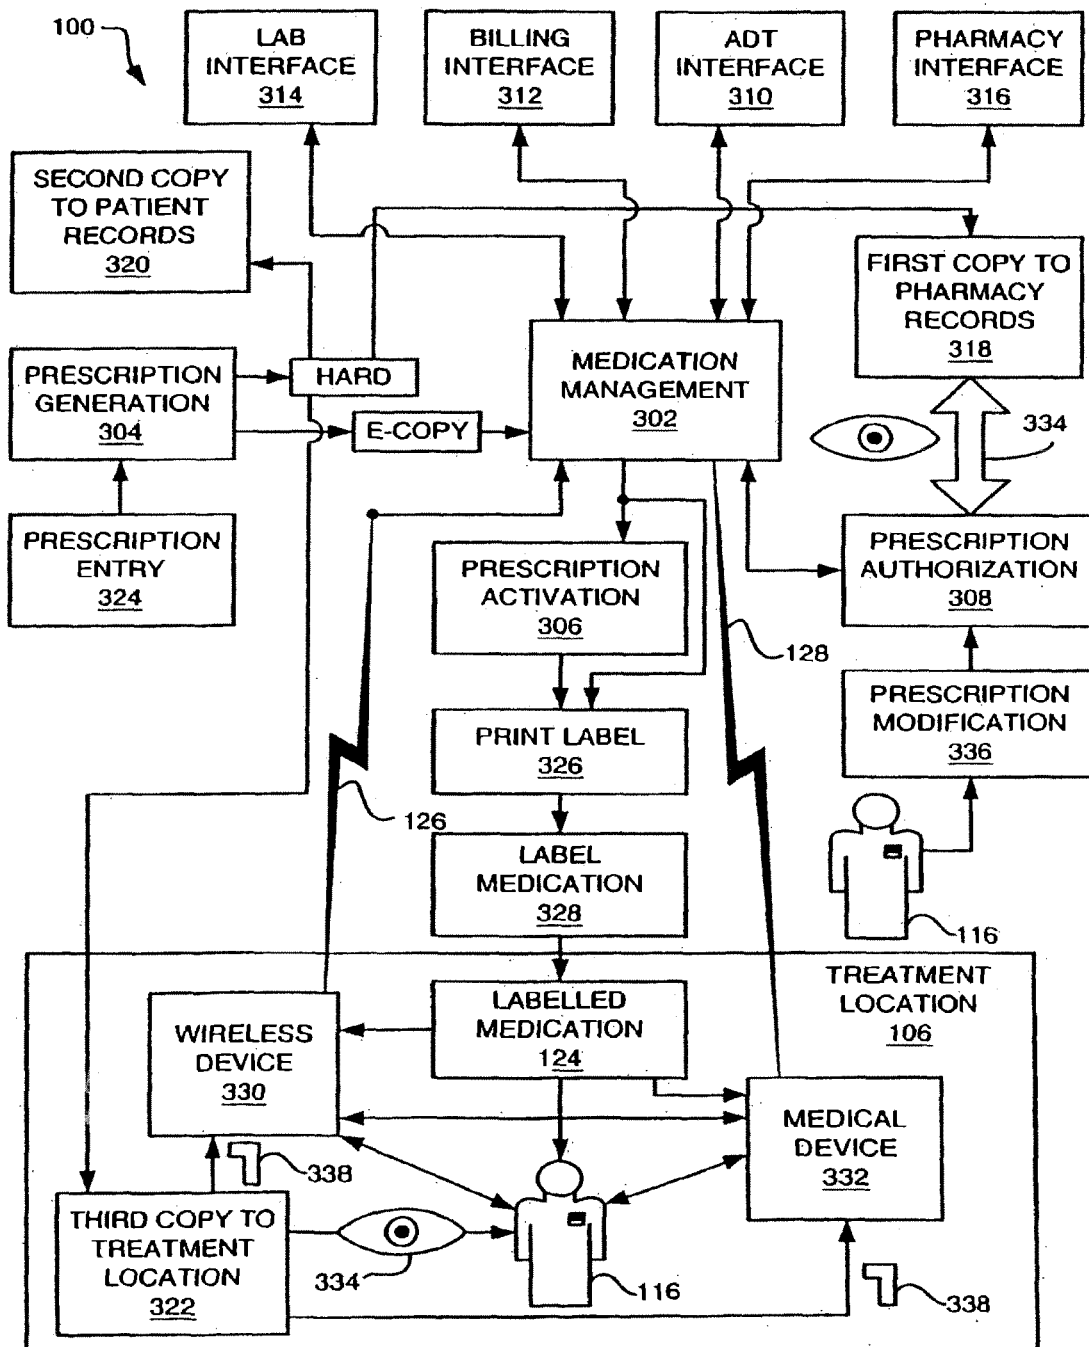 100
LAB
INTERFACE
314
BILLING
INTERFACE
312
ADT
INTERFACE
310
PHARMACY
INTERFACE
316
SECOND COPY
TO PATIENT
RECORDS
320
FIRST COPY TO
PHARMACY
RECORDS
318
PRESCRIPTION
GENERATION
304
HARD
E-COPY
MEDICATION
MANAGEMENT
302
334
PRESCRIPTION
ENTRY
324
PRESCRIPTION
ACTIVATION
306
PRESCRIPTION
AUTHORIZATION
308
128
PRINT LABEL
326
PRESCRIPTION
MODIFICATION
336
126
LABEL
MEDICATION
328
116
TREATMENT
LOCATION
106
WIRELESS
DEVICE
330
LABELLED
MEDICATION
124
MEDICAL
DEVICE
332
338
THIRD COPY TO
TREATMENT
LOCATION
322
334
116
338